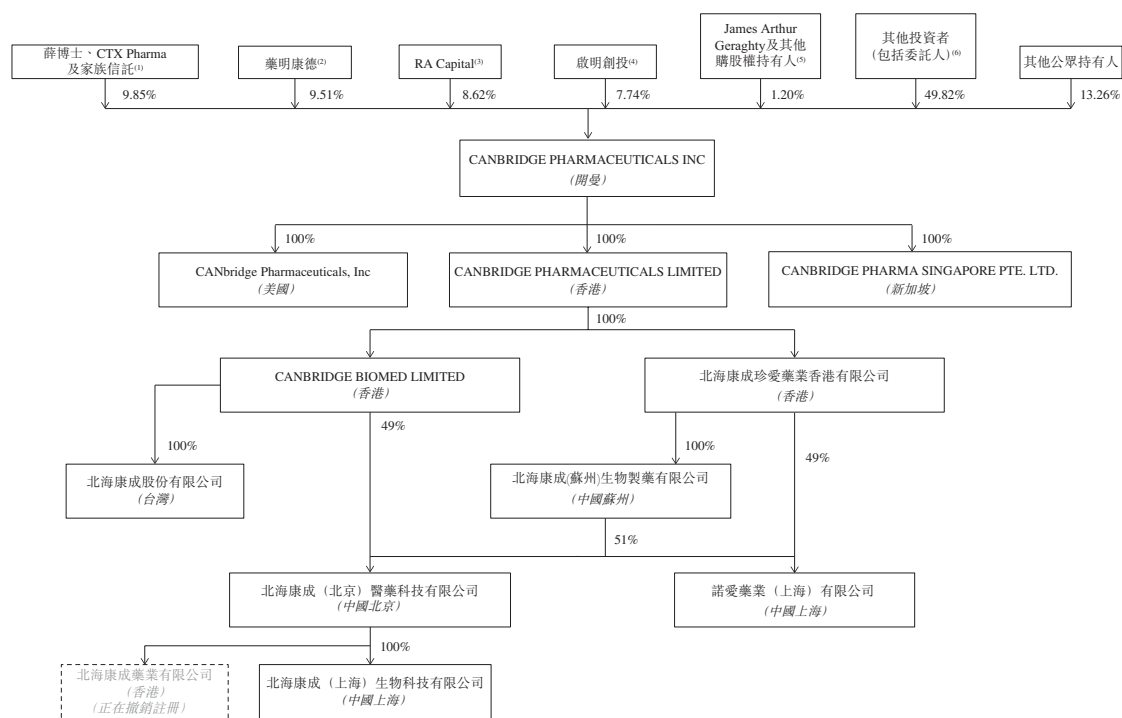 薛博士、CTX Pharma
及家族信託(1)
藥明康德(2)
RA Capital(3)
啟明創投(4)
James Arthur
Geraghty及其他
購股權持有人(5)
其他投資者
(包括委託人)(6)
其他公眾持有人
9.85%
9.51%
8.62%
7.74%
1.20%
49.82%
13.26%
CANBRIDGE PHARMACEUTICALS INC
(開曼)
100%
100%
100%
CANbridge Pharmaceuticals, Inc
(美國)
CANBRIDGE PHARMACEUTICALS LIMITED
(香港)
CANBRIDGE PHARMA SINGAPORE PTE. LTD.
(新加坡)
100%
CANBRIDGE BIOMED LIMITED
(香港)
北海康成珍愛藥業香港有限公司
(香港)
49%
100%
100%
49%
北海康成股份有限公司
(台灣)
北海康成(蘇州)生物製藥有限公司
(中國蘇州)
51%
北海康成（北京）醫藥科技有限公司
(中國北京)
諾愛藥業（上海）有限公司
(中國上海)
100%
北海康成藥業有限公司
(香港)
(正在撤銷註冊)
北海康成（上海）生物科技有限公司
(中國上海)